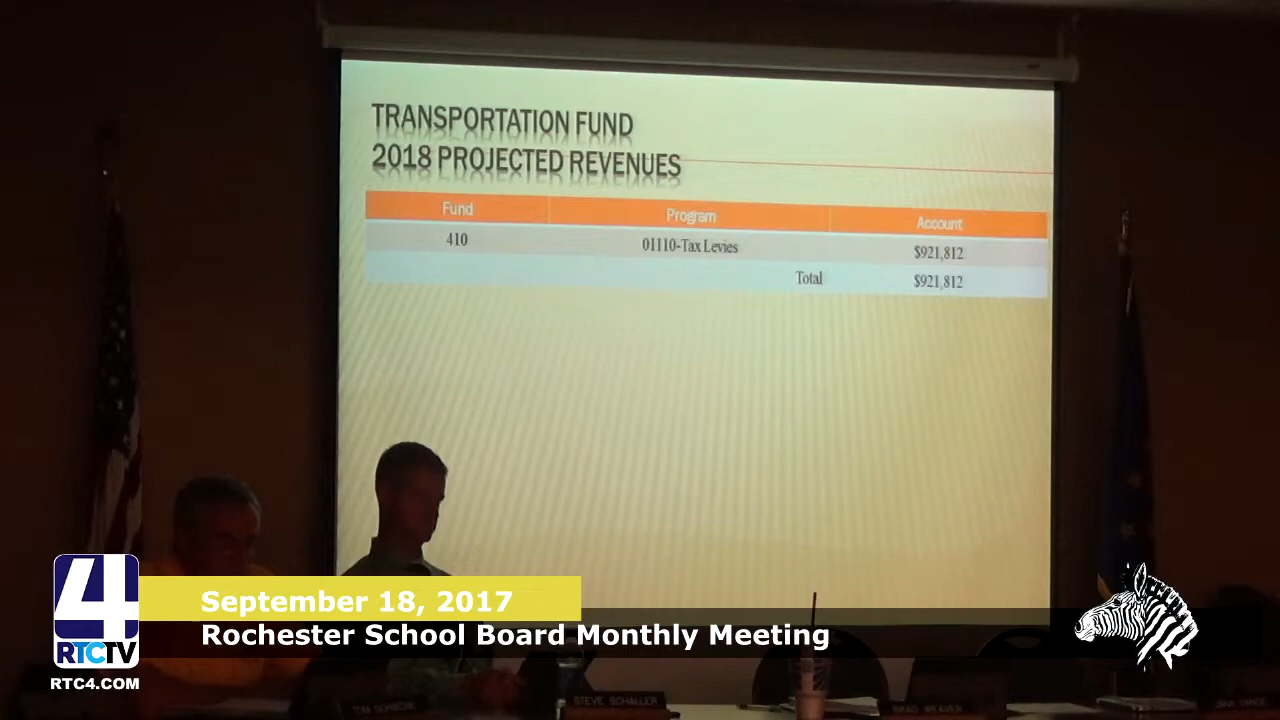 TRANSPORTATION FUND
2018 PROJECTED REVENUES
Fund Program Account
410 01110-Tax Levies $921,812
Total $921,812
4
RTCTV
RTC4.COM
September 18, 2017
Rochester School Board Monthly Meeting
STEVE SCHALLER
BRAD WEAVER